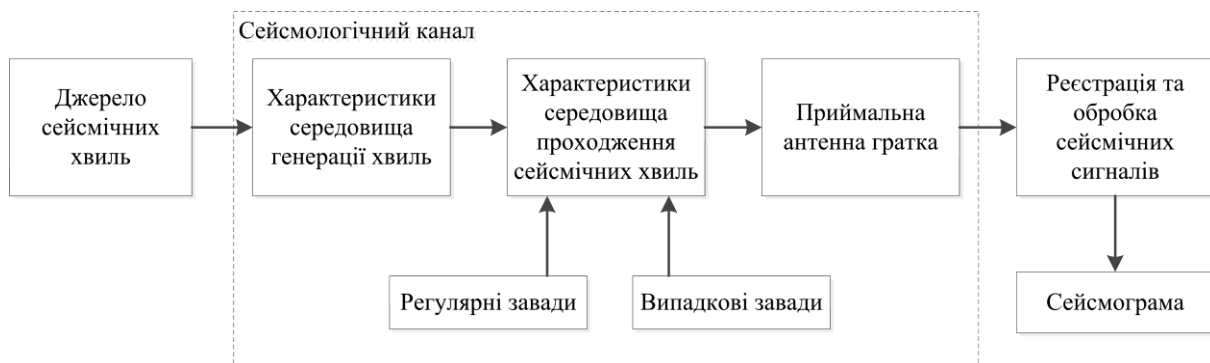 Сейсмологічний канал
Джерело
сейсмічних
хвиль
Характеристики
середовища
генерації хвиль
Характеристики
середовища
проходження
сейсмічних хвиль
Приймальна
антенна гратка
Реєстрація та
обробка
сейсмічних
сигналів
Регулярні завади
Випадкові завади
Сейсмограма